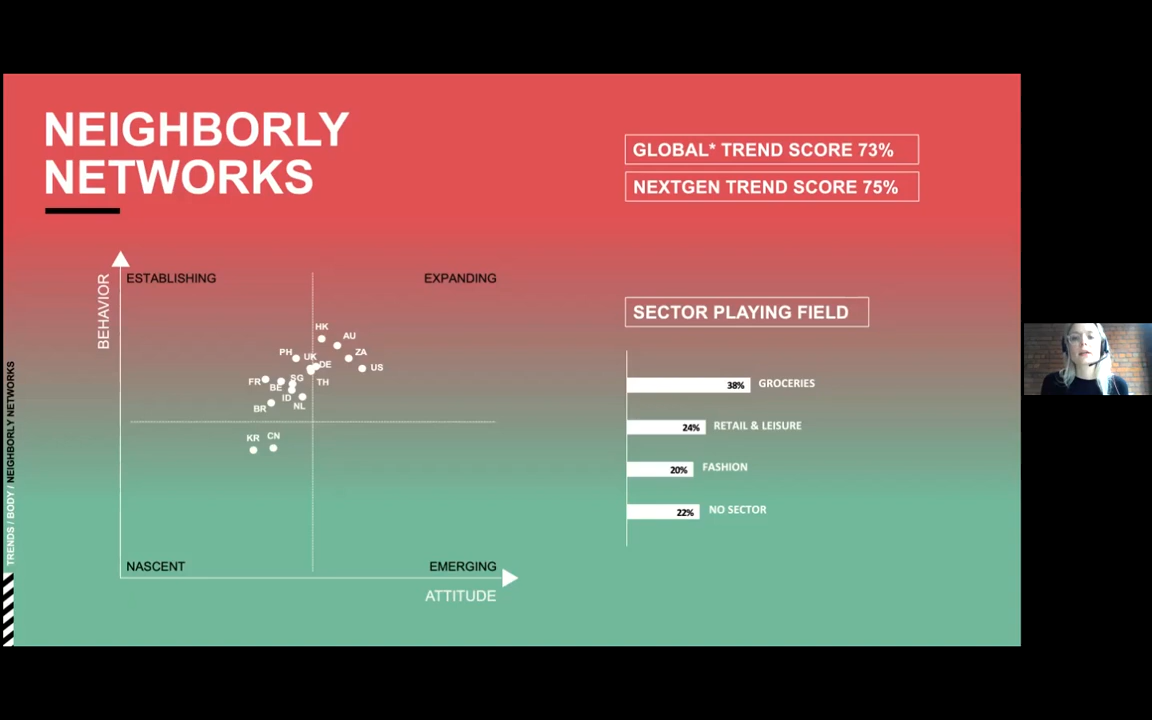 NEIGHBORLY
NETWORKS
GLOBAL* TREND SCORE 73%
NEXTGEN TREND SCORE 75%
BEHAVIOR
ESTABLISHING
EXPANDING
HK
AU
PH
UK
ZA
DE
US
FR
BE
SG
TH
ID
NL
BR
KR
CN
NASCENT
EMERGING
ATTITUDE
SECTOR PLAYING FIELD
38% GROCERIES
24% RETAIL & LEISURE
20% FASHION
22% NO SECTOR
TRENDS / BODY / NEIGHBORLY NETWORKS